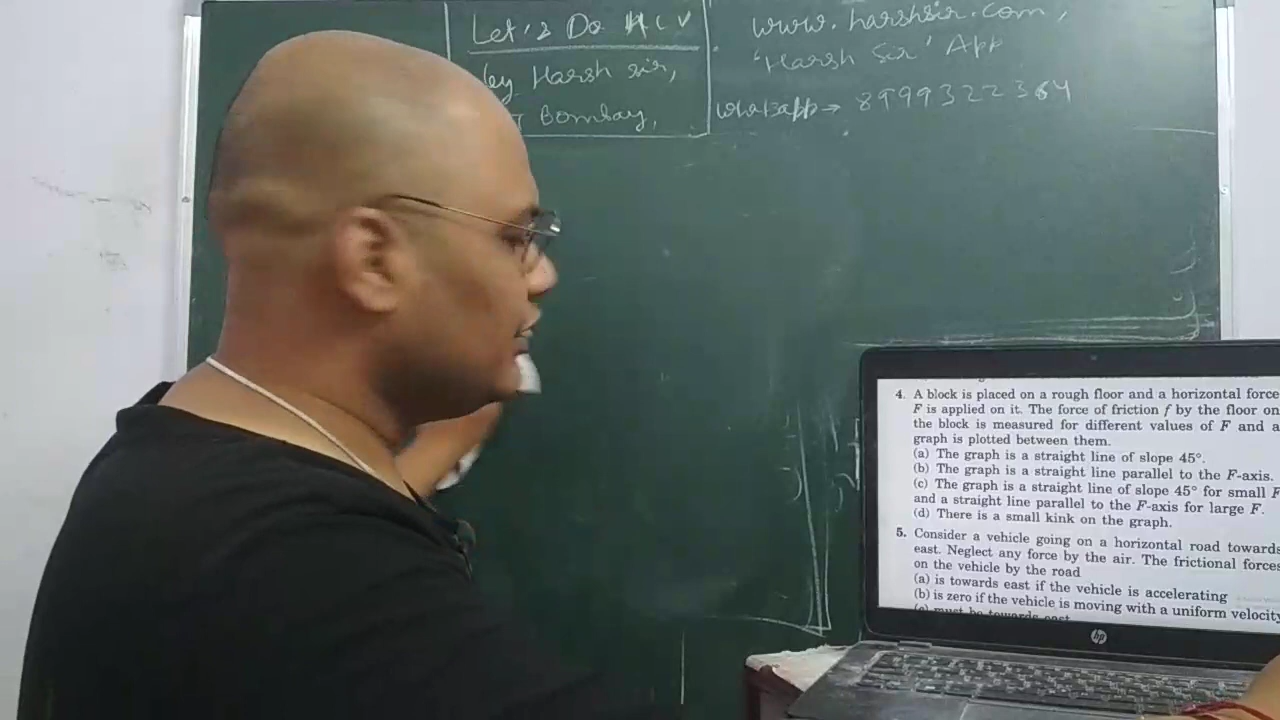 Let's Do HCV
by Harsh sir,
Bombay,
www.harshsir.com,
'Harsh Sir' App
whatsapp → 8999322364
4. A block is placed on a rough floor and a horizontal force
F is applied on it. The force of friction f by the floor on
the block is measured for different values of F and a
graph is plotted between them.
(a) The graph is a straight line of slope 45°.
(b) The graph is a straight line parallel to the F-axis.
(c) The graph is a straight line of slope 45° for small F
and a straight line parallel to the F-axis for large F.
(d) There is a small kink on the graph.
5. Consider a vehicle going on a horizontal road towards
east. Neglect any force by the air. The frictional forces
on the vehicle by the road
(a) is towards east if the vehicle is accelerating
(b) is zero if the vehicle is moving with a uniform velocity
(c) must be towards east
hp